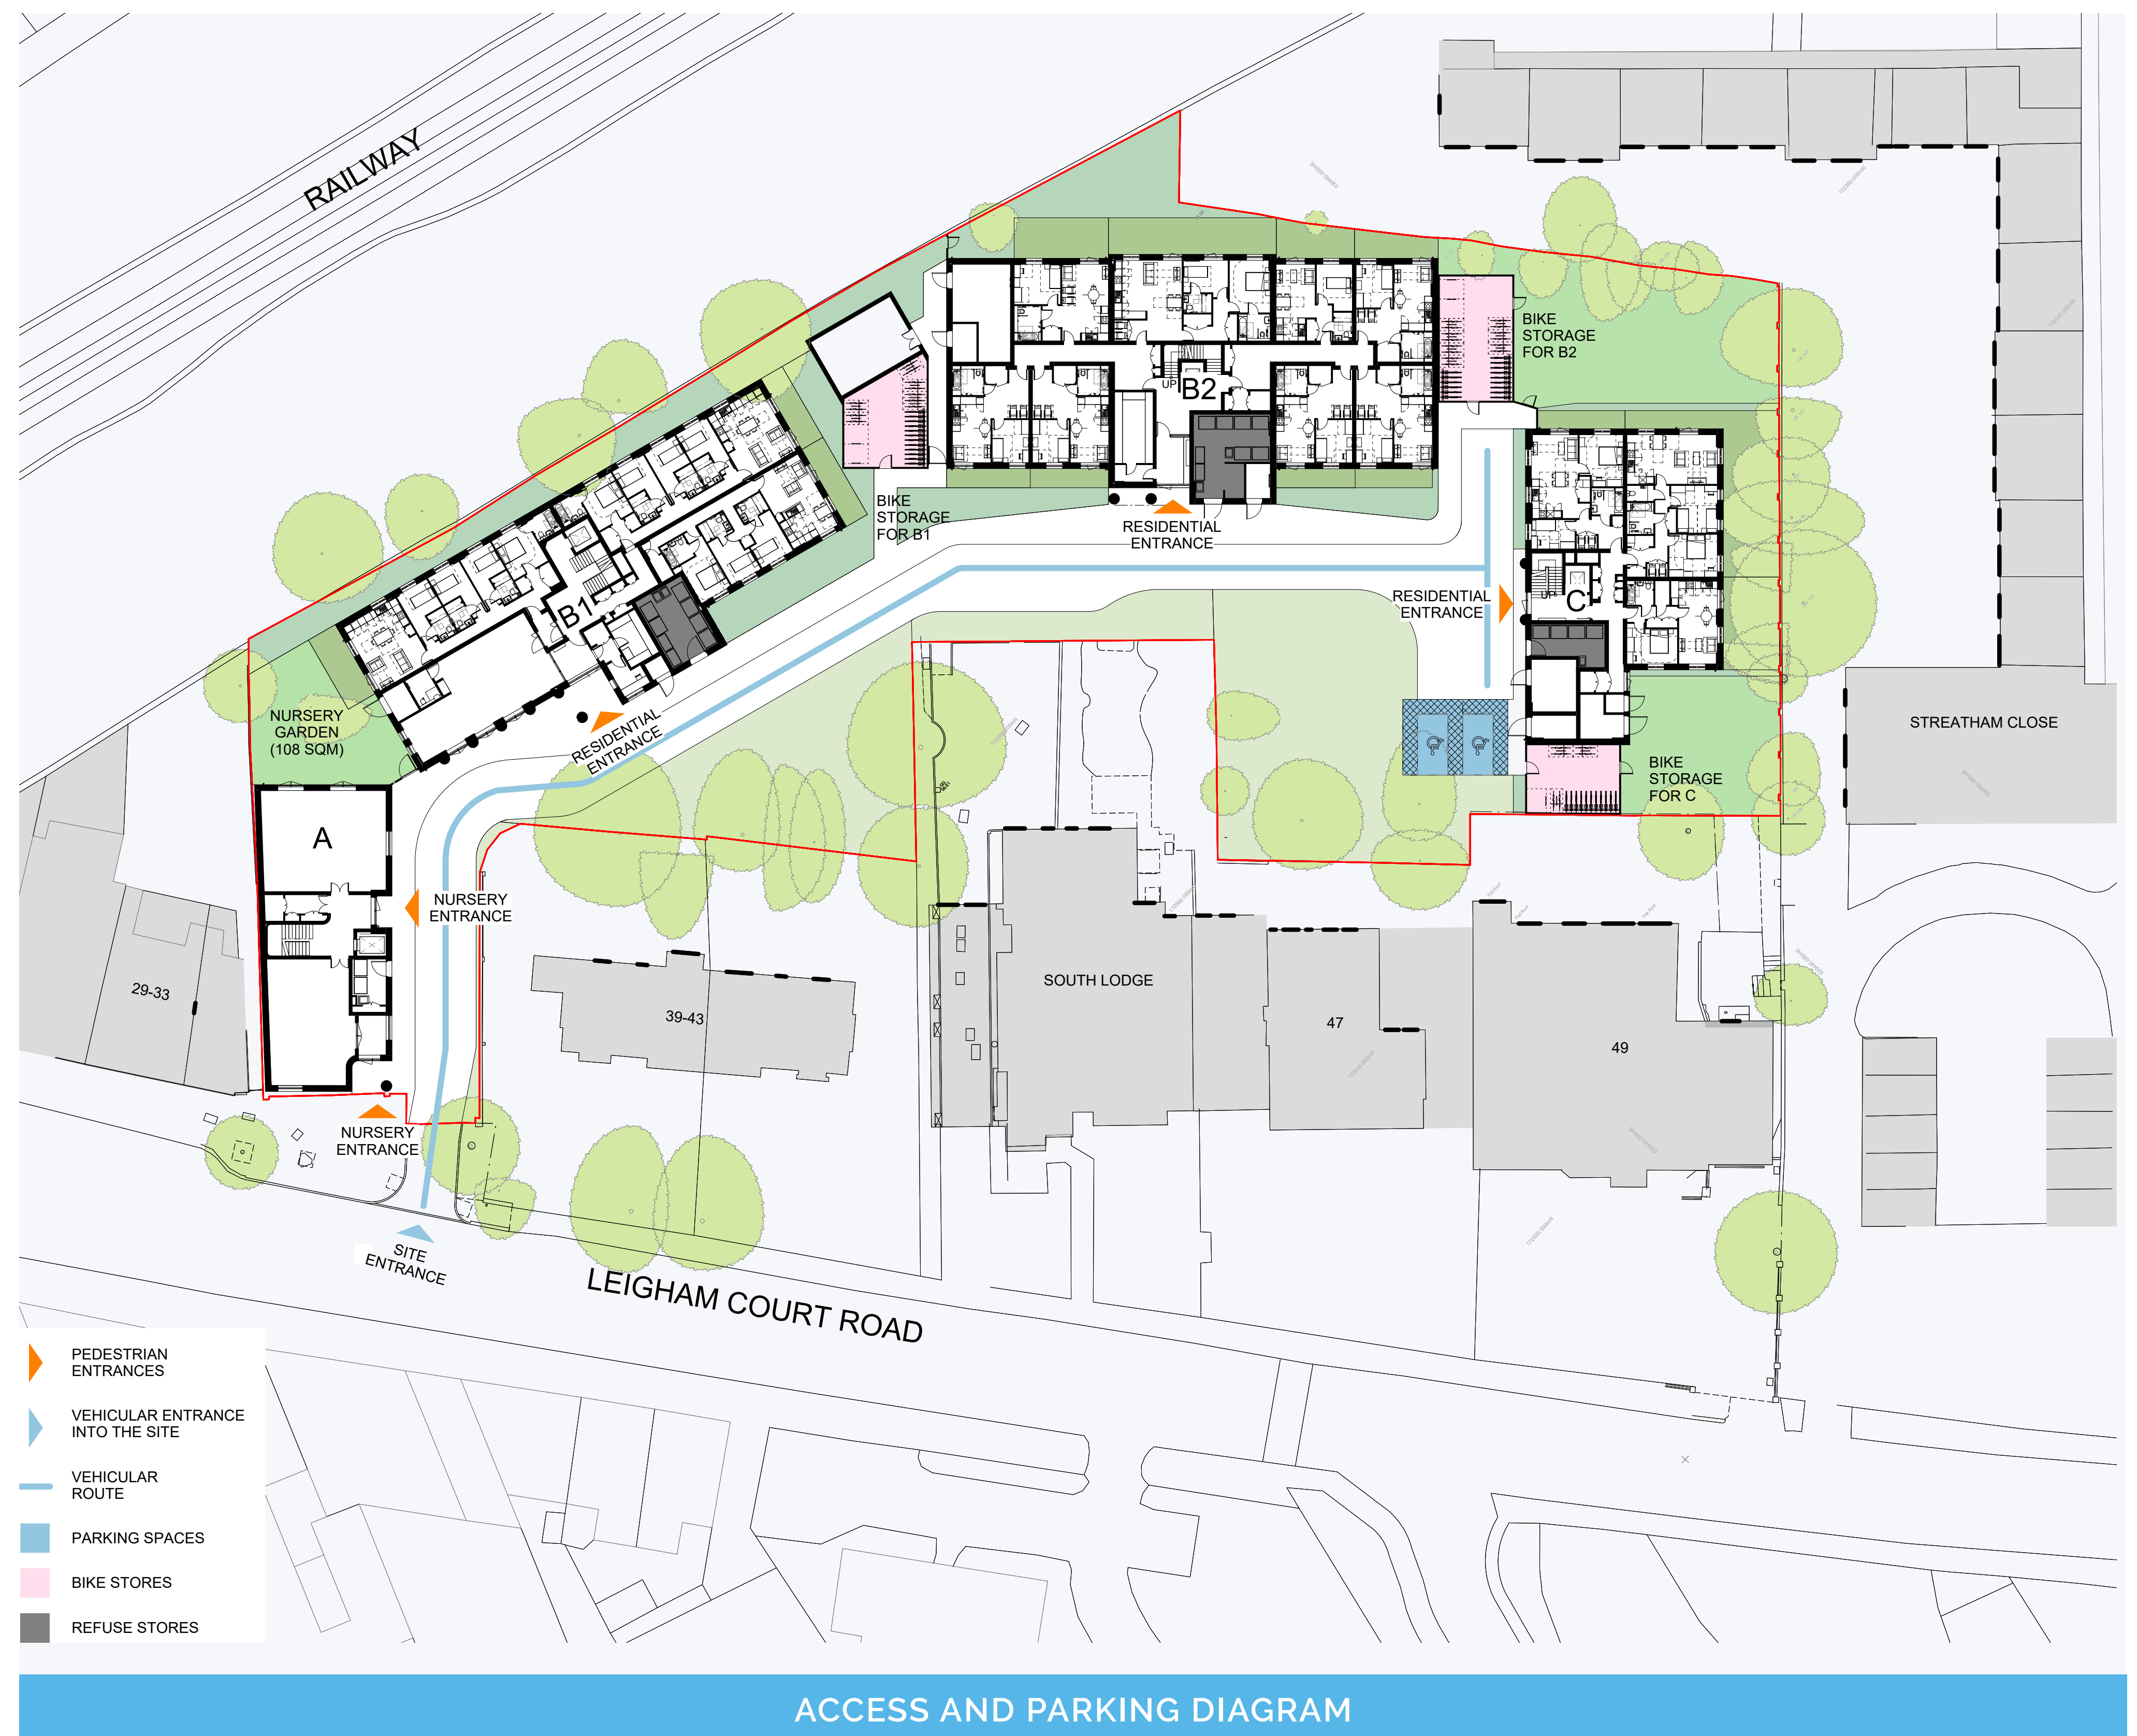 RAILWAY
BIKE
STORAGE
FOR B2
UP
B2
BIKE
STORAGE
FOR B1
RESIDENTIAL
ENTRANCE
B1
RESIDENTIAL
ENTRANCE
UP
C
NURSERY
GARDEN
(108 SQM)
RESIDENTIAL
ENTRANCE
STREATHAM CLOSE
BIKE
STORAGE
FOR C
A
NURSERY
ENTRANCE
29-33
39-43
SOUTH LODGE
47
49
NURSERY
ENTRANCE
SITE
ENTRANCE
LEIGHAM COURT ROAD
PEDESTRIAN
ENTRANCES
VEHICULAR ENTRANCE
INTO THE SITE
VEHICULAR
ROUTE
PARKING SPACES
BIKE STORES
REFUSE STORES
ACCESS AND PARKING DIAGRAM